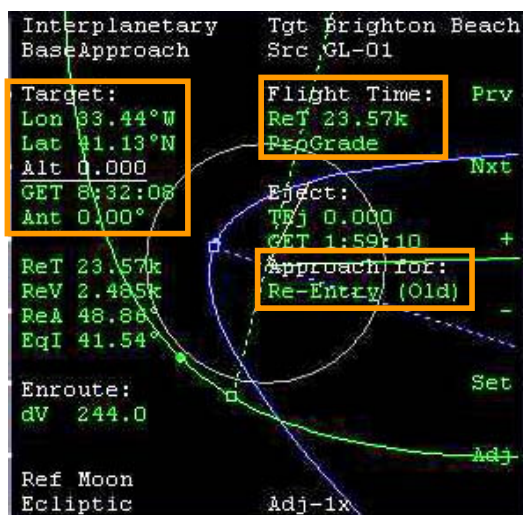 Interplanetary
BaseApproach
Tgt Brighton Beach
Src GL-01
Target:
Lon 33.44°W
Lat 41.13°N
Alt 0.000
GET 8:32:08
Ant 0.00°
ReT 23.57k
ReV 2.485k
ReA 48.86°
EqI 41.54°
Enroute:
dV 244.0
Ref Moon
Ecliptic
Flight Time:
ReT 23.57k
ProGrade
Eject:
TEj 0.000
GET 1:59:10
Approach for:
Re-Entry (Old)
Adj-1x
Prv
Nxt
+
-
Set
Adj